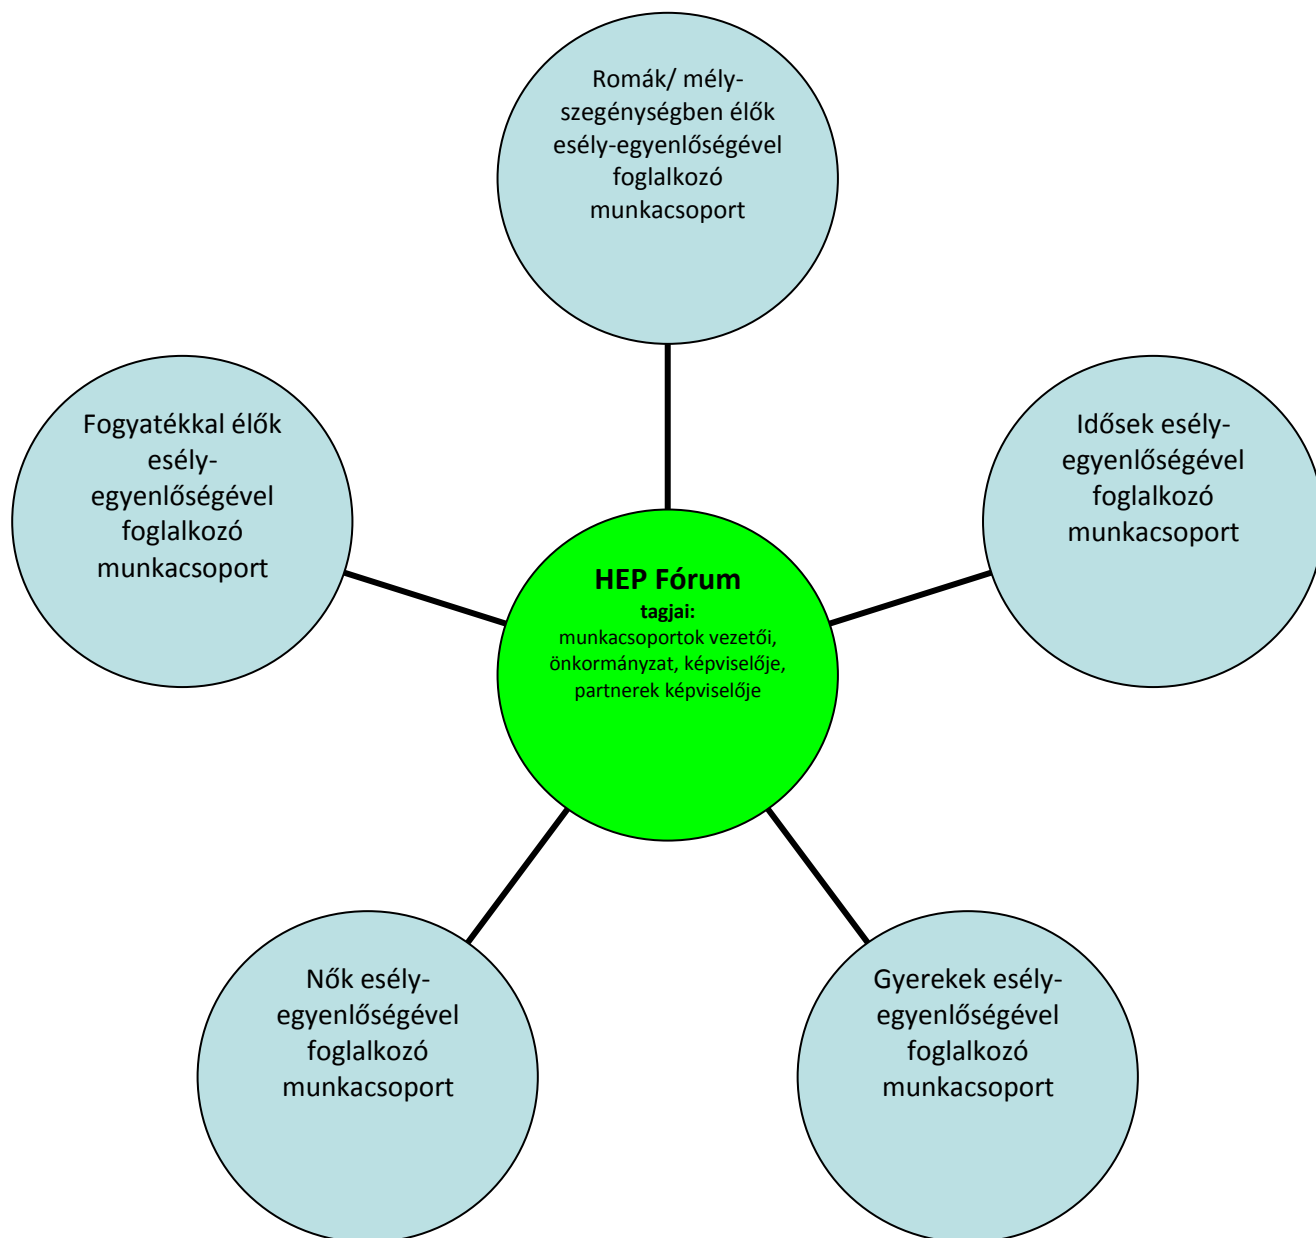 Romák/ mély-
szegénységben élők
esély-egyenlőségével
foglalkozó
munkacsoport
Fogyatékkal élők
esély-
egyenlőségével
foglalkozó
munkacsoport
Idősek esély-
egyenlőségével
foglalkozó
munkacsoport
HEP Fórum
tagjai:
munkacsoportok vezetői,
önkormányzat, képviselője,
partnerek képviselője
Nők esély-
egyenlőségével
foglalkozó
munkacsoport
Gyerekek esély-
egyenlőségével
foglalkozó
munkacsoport